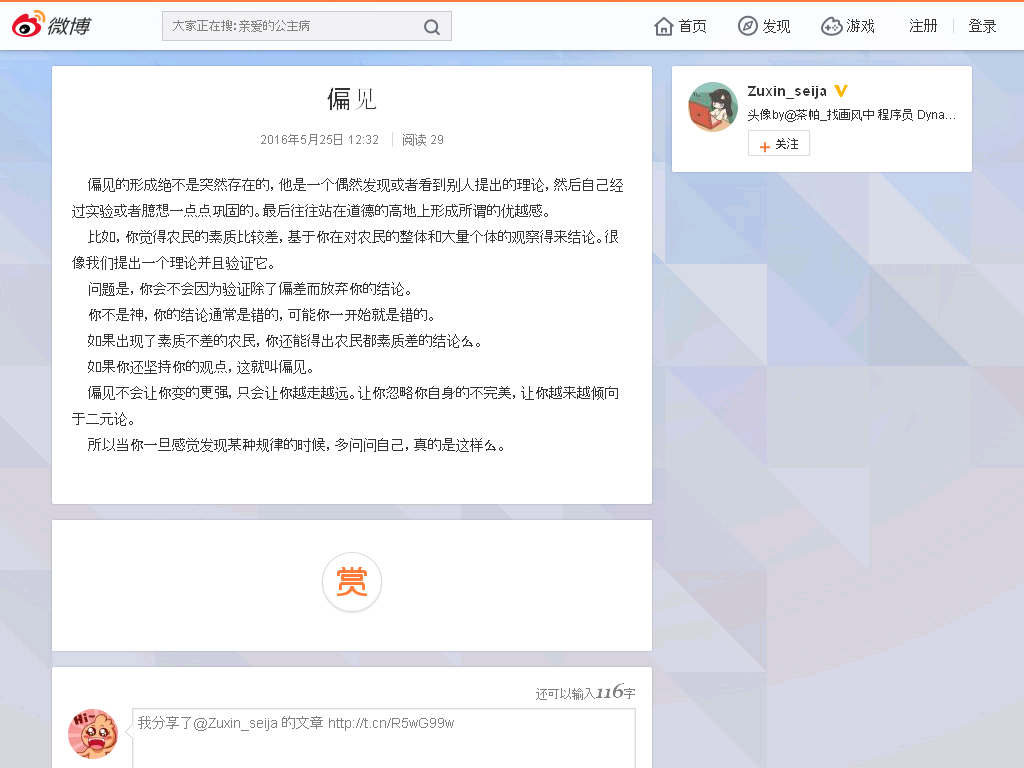 微博
大家正在搜:亲爱的公主病
首页
发现
游戏
注册
登录
偏见
2016年5月25日 12:32
阅读 29
偏见的形成绝不是突然存在的,他是一个偶然发现或者看到别人提出的理论,然后自己经
过实验或者臆想一点点巩固的。最后往往站在道德的高地上形成所谓的优越感。
比如,你觉得农民的素质比较差,基于你在对农民的整体和大量个体的观察得来结论。很
像我们提出一个理论并且验证它。
问题是,你会不会因为验证除了偏差而放弃你的结论。
你不是神,你的结论通常是错的,可能你一开始就是错的。
如果出现了素质不差的农民,你还能得出农民都素质差的结论么。
如果你还坚持你的观点,这就叫偏见。
偏见不会让你变的更强,只会让你越走越远。让你忽略你自身的不完美,让你越来越倾向
于二元论。
所以当你一旦感觉发现某种规律的时候,多问问自己,真的是这样么。
Zuxin_seija
头像by@茶帕_找画风中 程序员 Dyna...
+ 关注
赏
还可以输入116字
Hi~
我分享了@Zuxin_seija 的文章 http://t.cn/R5wG99w